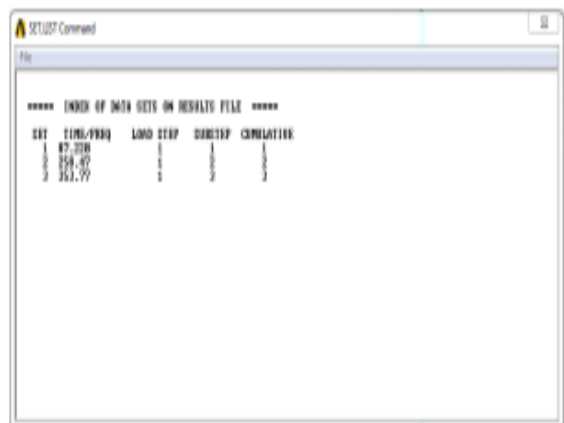 SET,LIST Command
File
***** INDEX OF DATA SETS ON RESULTS FILE *****
SET TIME/FREQ LOAD STEP SUBSTEP CUMULATIVE
1 1 1 1
2 1 2 2
3 1 3 3